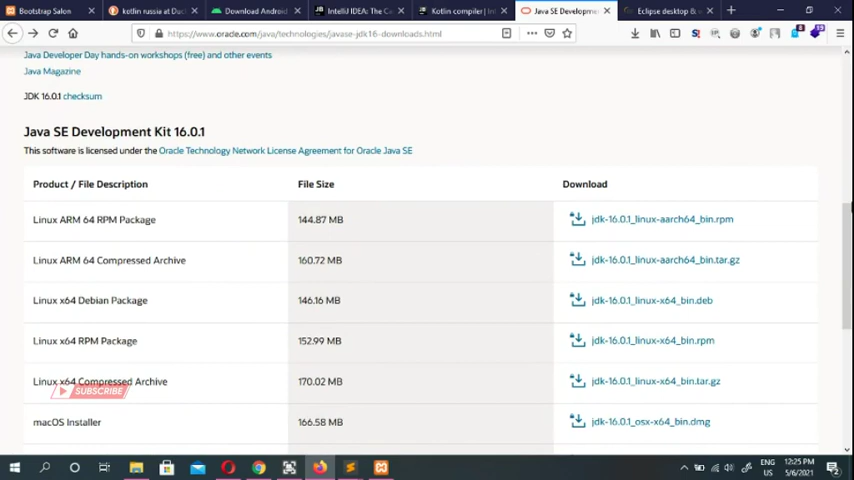 Bootstrap Salon
kotlin russia at Duc
Download Android
IntelliJ IDEA: The Ca
Kotlin compiler | In
Java SE Developmen
Eclipse desktop & w
https://www.oracle.com/java/technologies/javase-jdk16-downloads.html
Java Developer Day hands-on workshops (free) and other events
Java Magazine
JDK 16.0.1 checksum
Java SE Development Kit 16.0.1
This software is licensed under the Oracle Technology Network License Agreement for Oracle Java SE
Product / File Description File Size Download
Linux ARM 64 RPM Package 144.87 MB jdk-16.0.1_linux-aarch64_bin.rpm
Linux ARM 64 Compressed Archive 160.72 MB jdk-16.0.1_linux-aarch64_bin.tar.gz
Linux x64 Debian Package 146.16 MB jdk-16.0.1_linux-x64_bin.deb
Linux x64 RPM Package 152.99 MB jdk-16.0.1_linux-x64_bin.rpm
Linux x64 Compressed Archive 170.02 MB jdk-16.0.1_linux-x64_bin.tar.gz
SUBSCRIBE
macOS Installer 166.58 MB jdk-16.0.1_osx-x64_bin.dmg
ENG
US
12:25 PM
5/6/2021